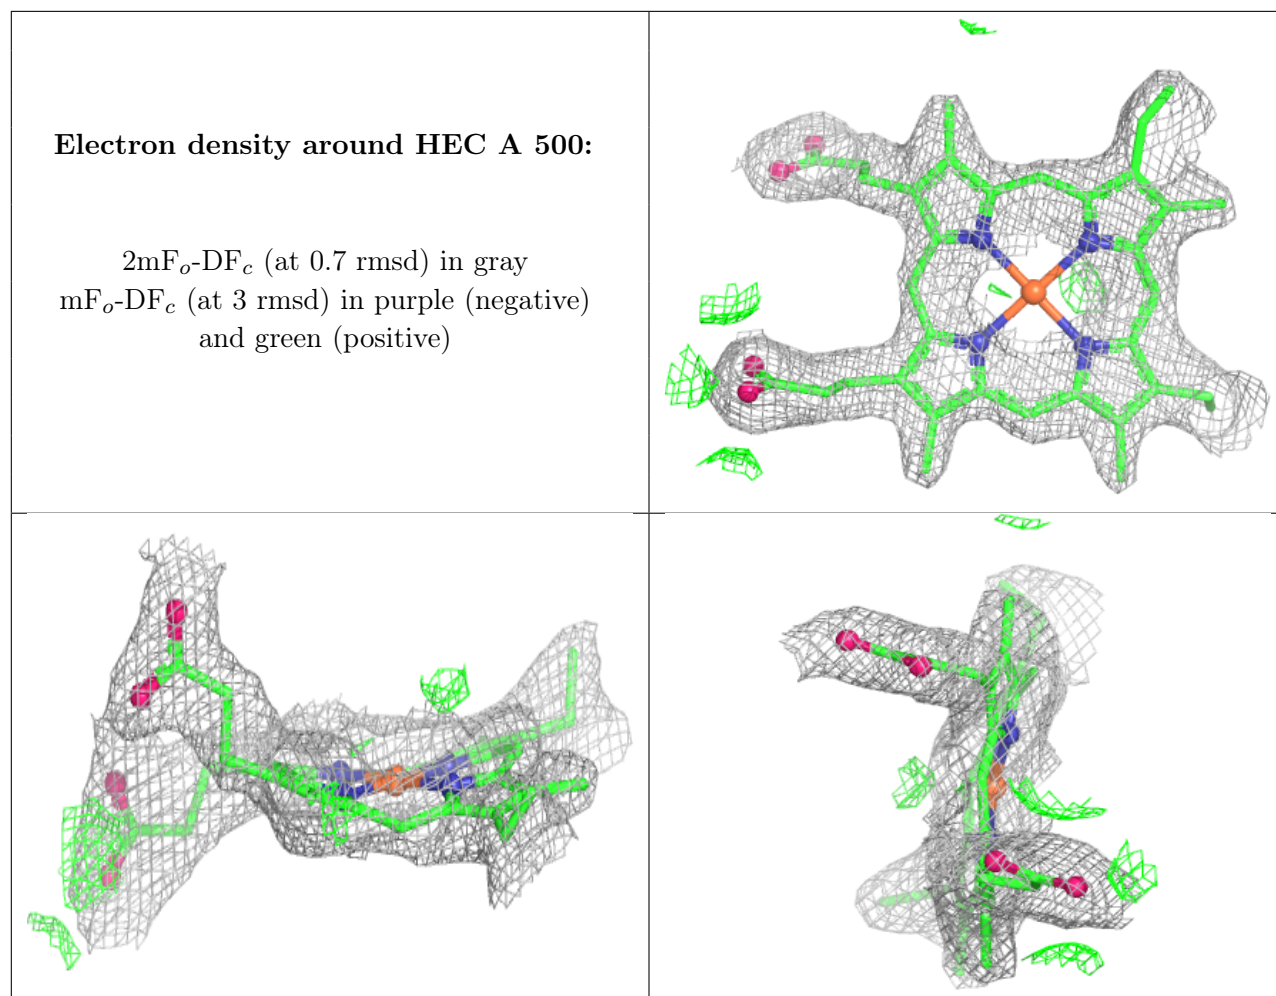 Electron density around HEC A 500:
2mFo-DFc (at 0.7 rmsd) in gray
mFo-DFc (at 3 rmsd) in purple (negative)
and green (positive)